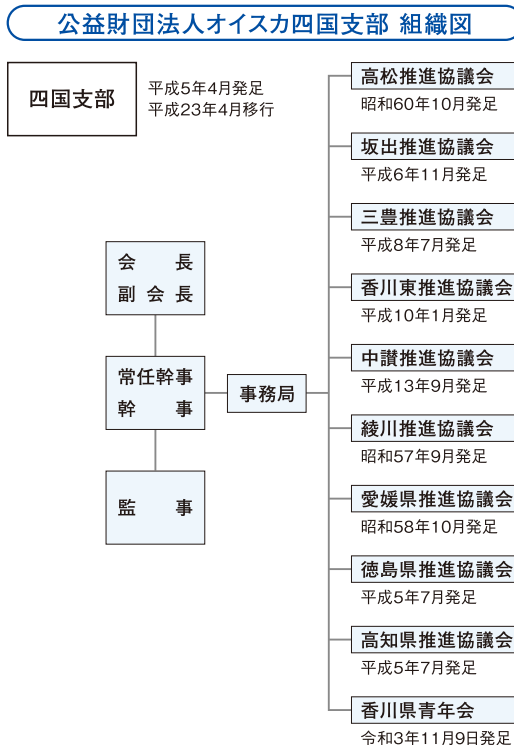 公益財団法人オイスカ四国支部 組織図
四国支部
平成5年4月発足
平成23年4月移行
会長
副会長
常任幹事
幹事
監事
事務局
高松推進協議会
昭和60年10月発足
坂出推進協議会
平成6年11月発足
三豊推進協議会
平成8年7月発足
香川東推進協議会
平成10年1月発足
中讃推進協議会
平成13年9月発足
綾川推進協議会
昭和57年9月発足
愛媛県推進協議会
昭和58年10月発足
徳島県推進協議会
平成5年7月発足
高知県推進協議会
平成5年7月発足
香川県青年会
令和3年11月9日発足